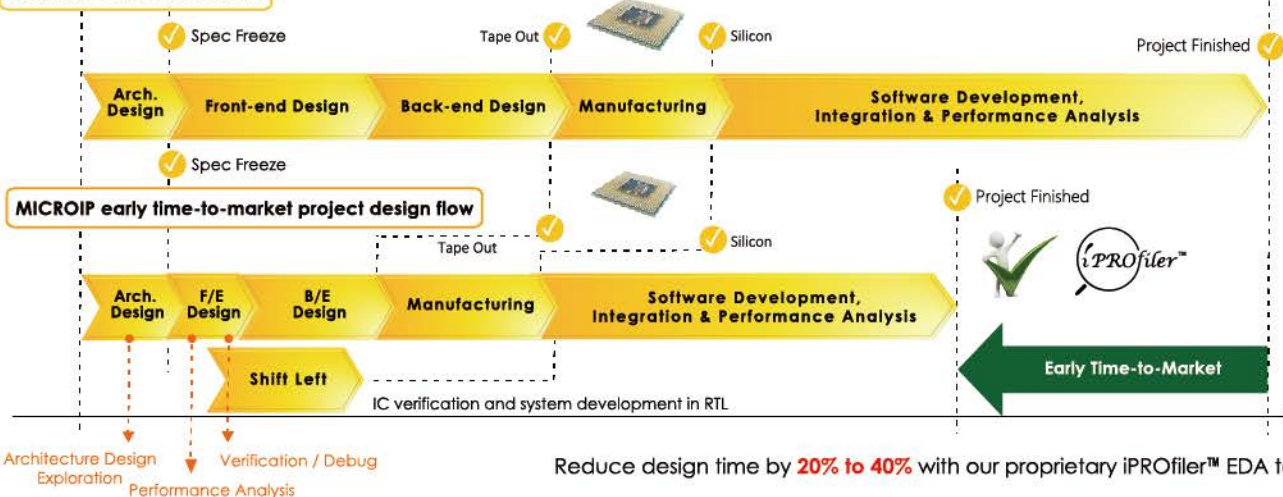 Spec Freeze
Tape Out
Silicon
Project Finished
Arch.
Design
Front-end Design
Back-end Design
Manufacturing
Software Development,
Integration & Performance Analysis
Spec Freeze
MICROIP early time-to-market project design flow
Tape Out
Silicon
Project Finished
iPROfiler™
Arch.
Design
F/E
Design
B/E
Design
Manufacturing
Software Development,
Integration & Performance Analysis
Early Time-to-Market
Shift Left
IC verification and system development in RTL
Architecture Design
Exploration
Verification / Debug
Performance Analysis
Reduce design time by 20% to 40% with our proprietary iPROfiler™ EDA